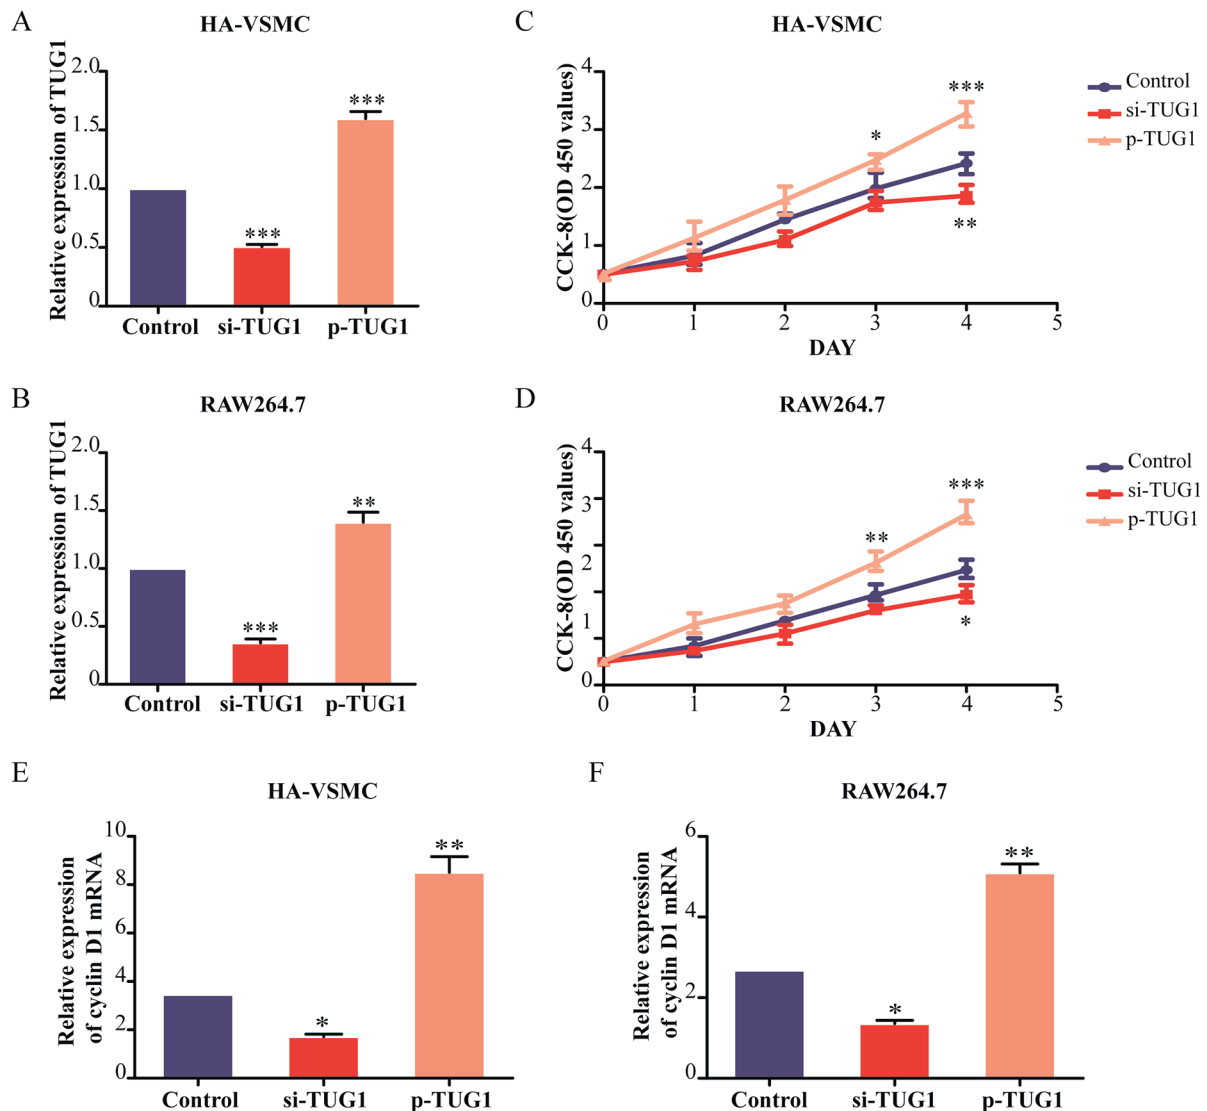 A
HA-VSMC
Relative expression of TUG1
2.0
1.5
1.0
0.5
0
***
***
Control si-TUG1 p-TUG1
C
HA-VSMC
CCK-8(OD 450 values)
4
3
2
1
0
*
***
**
0 1 2 3 4 5
DAY
Control
si-TUG1
p-TUG1
B
RAW264.7
Relative expression of TUG1
2.0
1.5
1.0
0.5
0
***
**
Control si-TUG1 p-TUG1
D
RAW264.7
CCK-8(OD 450 values)
4
3
2
1
0
**
***
*
0 1 2 3 4 5
DAY
Control
si-TUG1
p-TUG1
E
HA-VSMC
Relative expression
of cyclin D1 mRNA
10
8
6
4
2
0
*
**
Control si-TUG1 p-TUG1
F
RAW264.7
Relative expression
of cyclin D1 mRNA
6
4
2
0
*
**
Control si-TUG1 p-TUG1